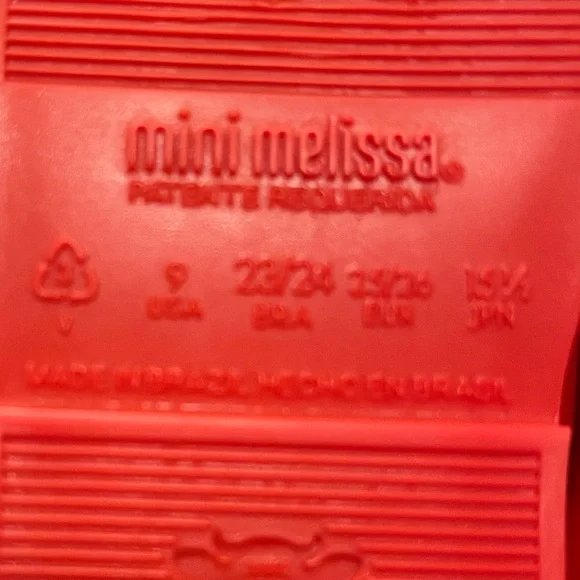 mini melissa®
PATENTE REQUERIDA
9 23/24 25/26 15½
V USA BRA EUR JPN
MADE IN BRAZIL HECHO EN BRASIL